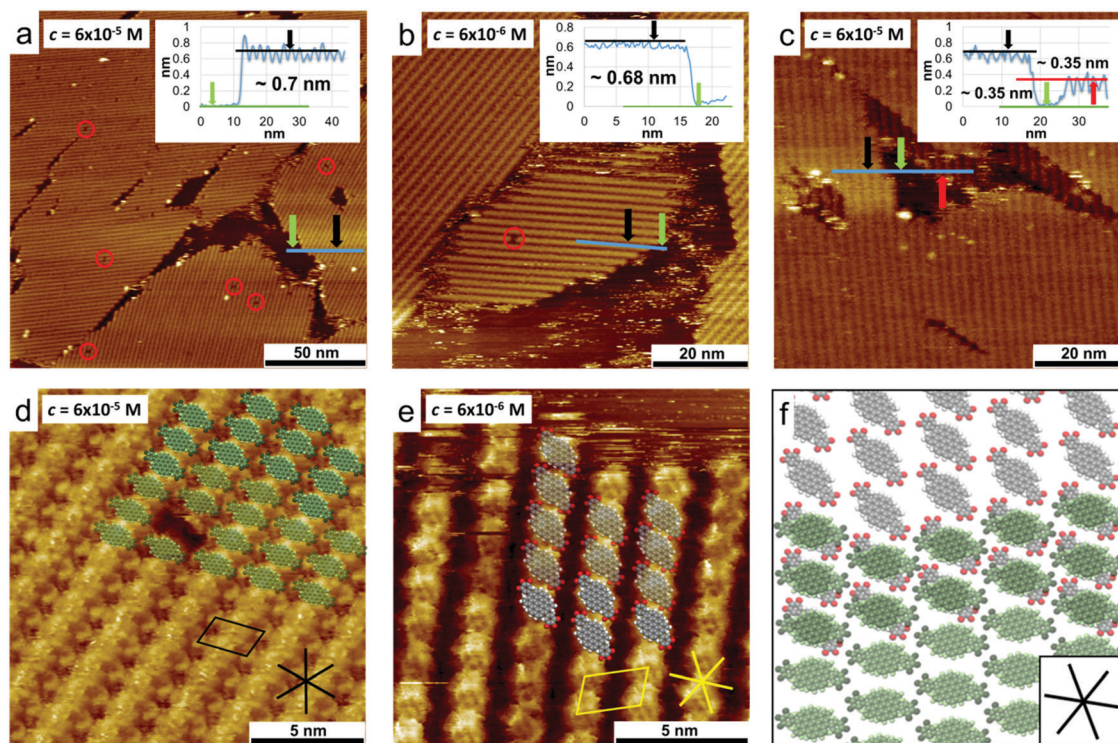 a
c = 6x10⁻⁵ M
nm
1
0.8
0.6
0.4
0.2
0
~ 0.7 nm
0 10 20 30 40
nm
50 nm
b
c = 6x10⁻⁶ M
nm
1
0.8
0.6
0.4
0.2
0
~ 0.68 nm
0 10 20
nm
20 nm
c
c = 6x10⁻⁵ M
nm
1
0.8
0.6
0.4
0.2
0
~ 0.35 nm
~ 0.35 nm
0 10 20 30
nm
20 nm
d
c = 6x10⁻⁵ M
5 nm
e
c = 6x10⁻⁶ M
5 nm
f